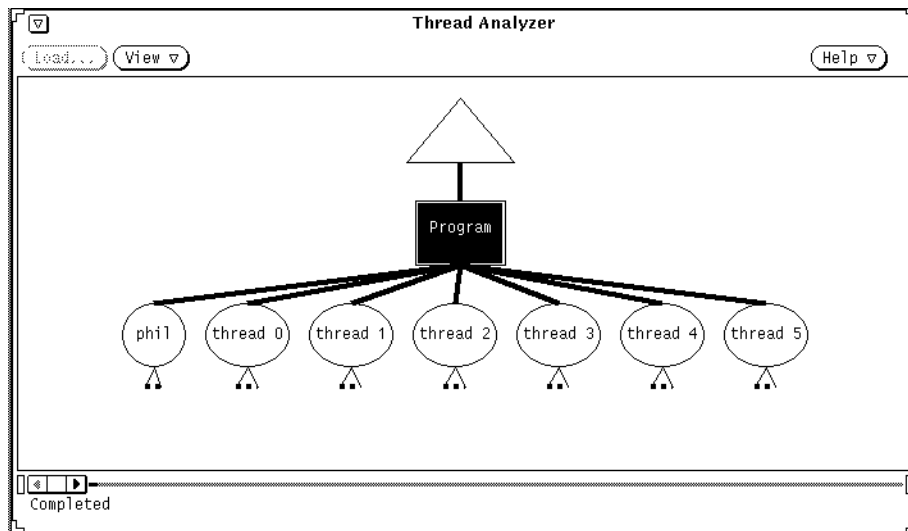 Thread Analyzer
Load... View Help
Program
phil thread 0 thread 1 thread 2 thread 3 thread 4 thread 5
Completed